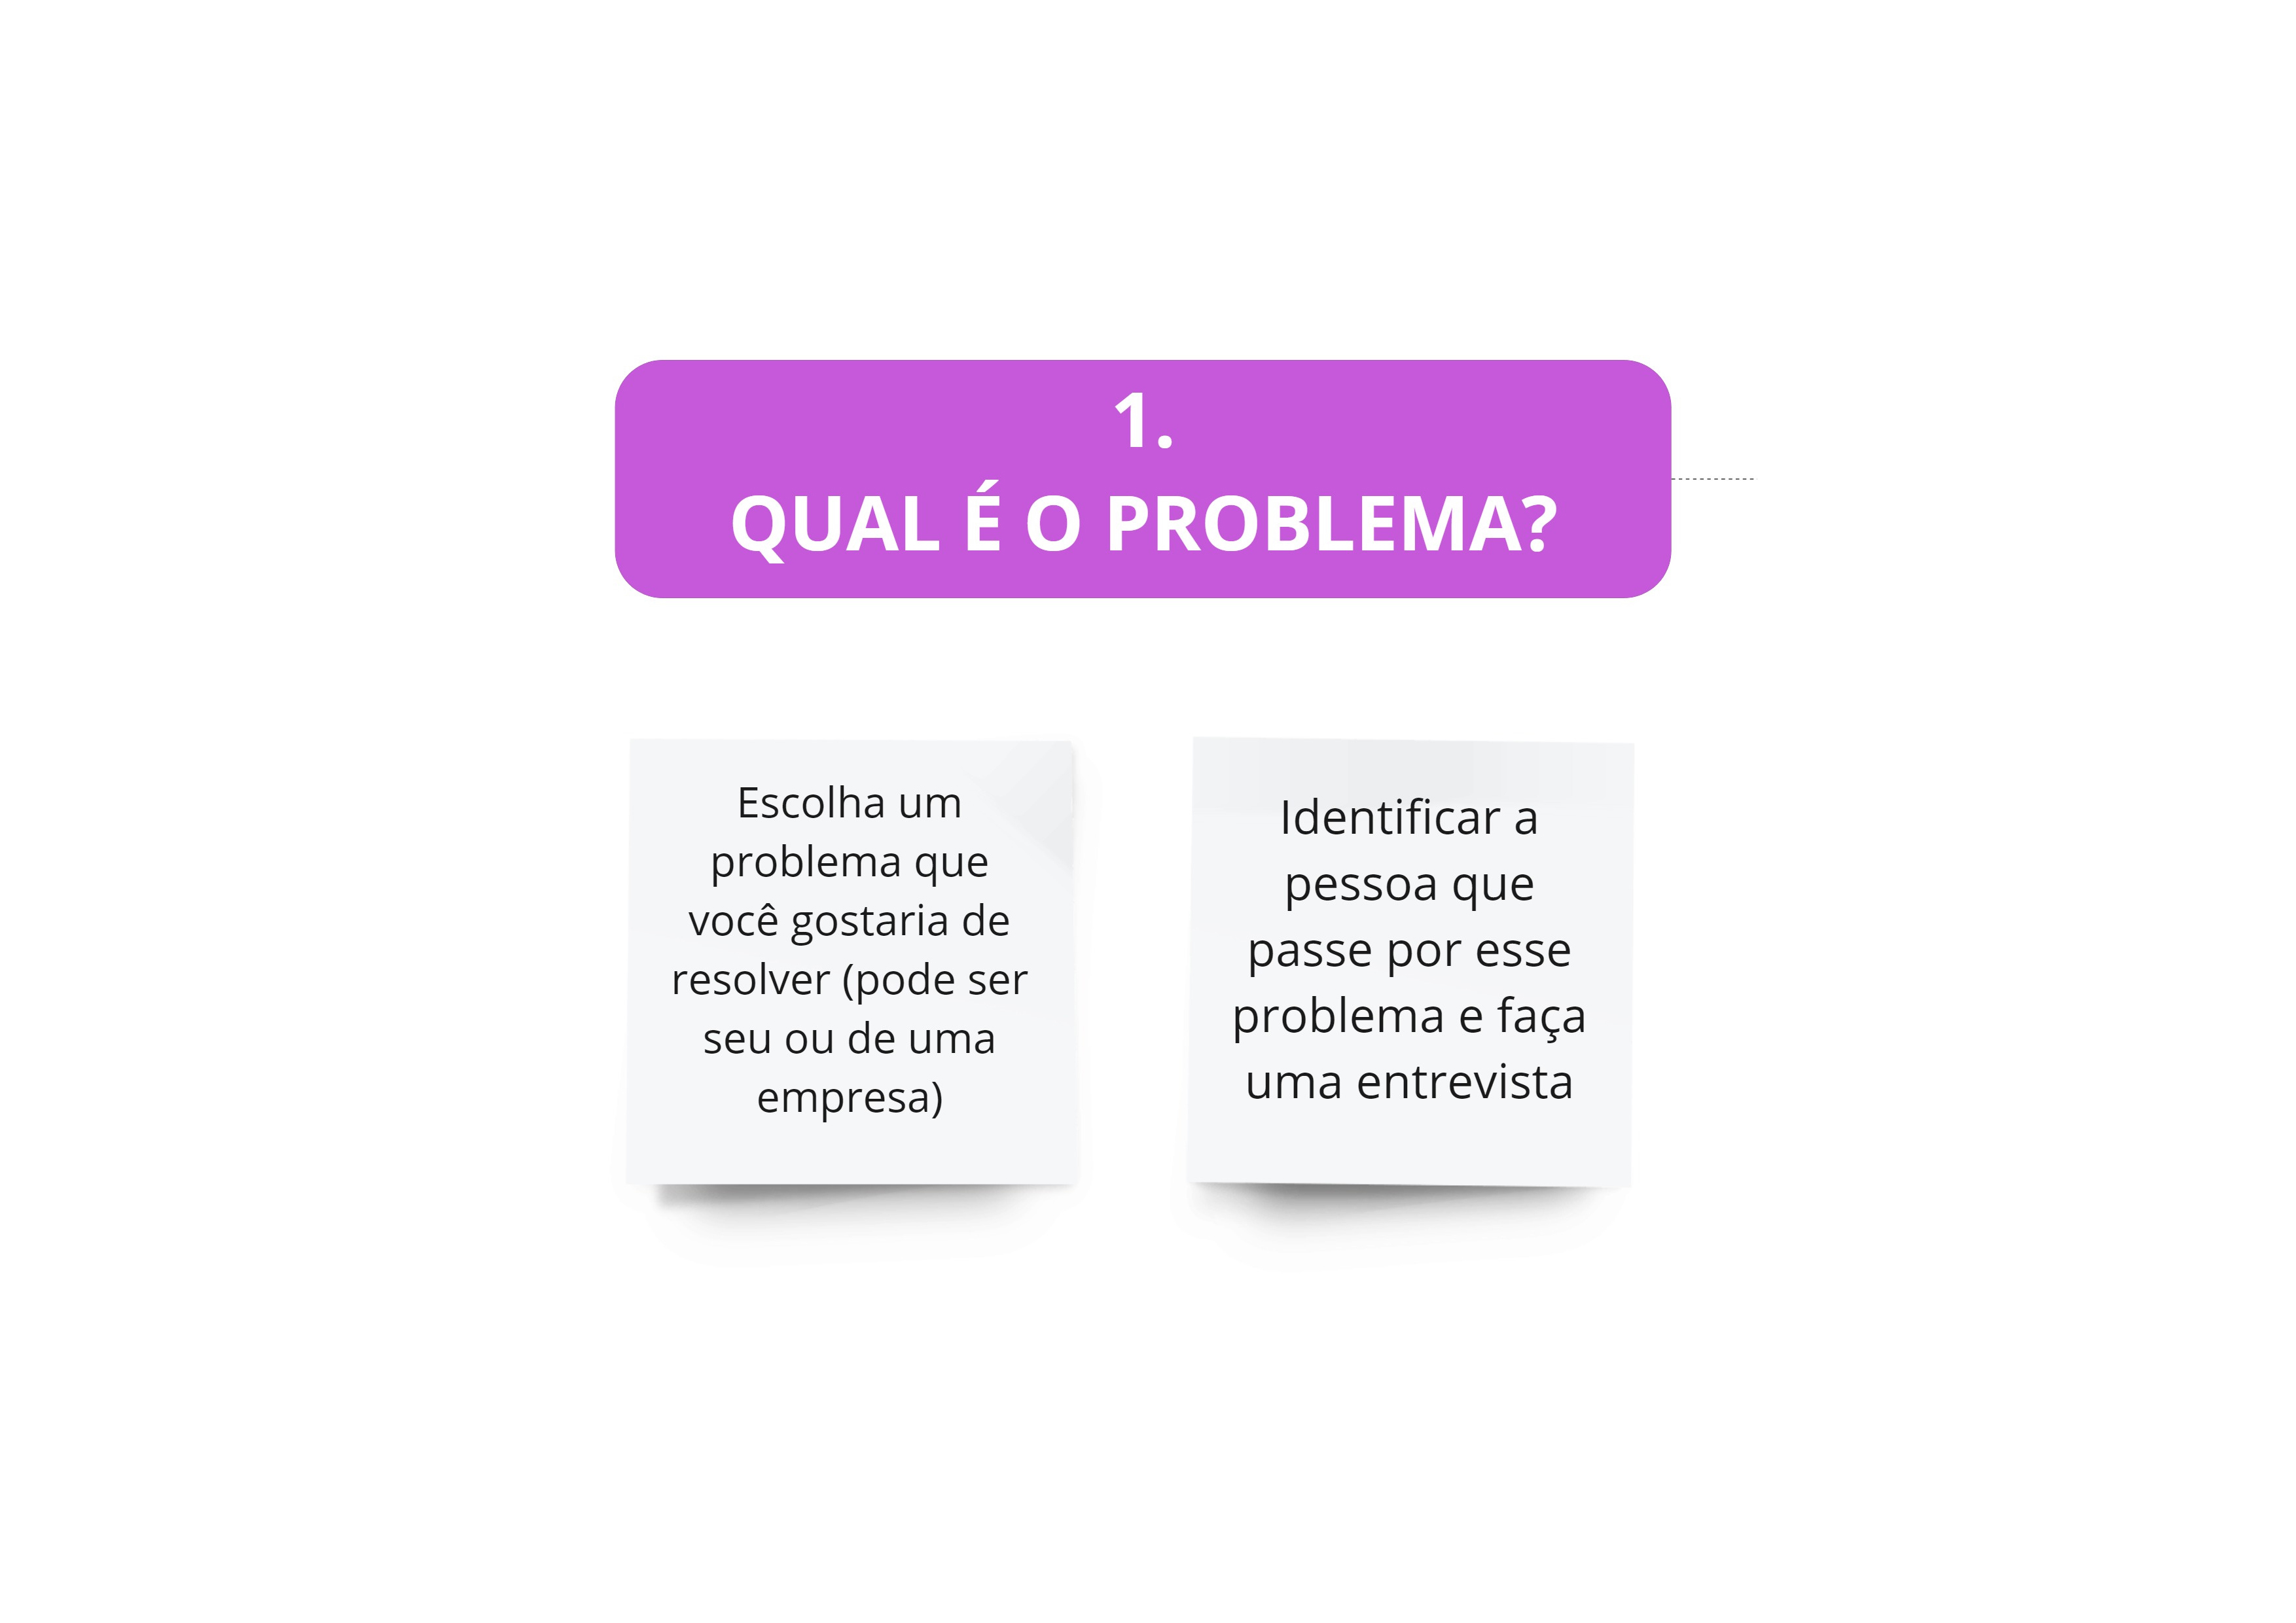 1.
QUAL É O PROBLEMA?
Escolha um
problema que
você gostaria de
resolver (pode ser
seu ou de uma
empresa)
Identificar a
pessoa que
passe por esse
problema e faça
uma entrevista